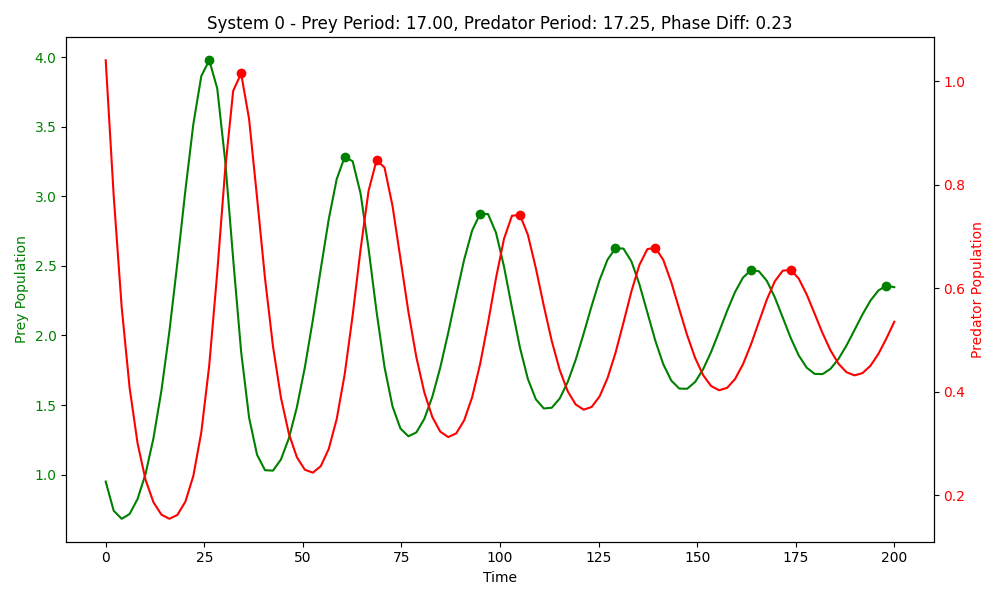 System 0 - Prey Period: 17.00, Predator Period: 17.25, Phase Diff: 0.23
4.0
3.5
3.0
2.5
2.0
1.5
1.0
Prey Population
1.0
0.8
0.6
0.4
0.2
Predator Population
0 25 50 75 100 125 150 175 200
Time